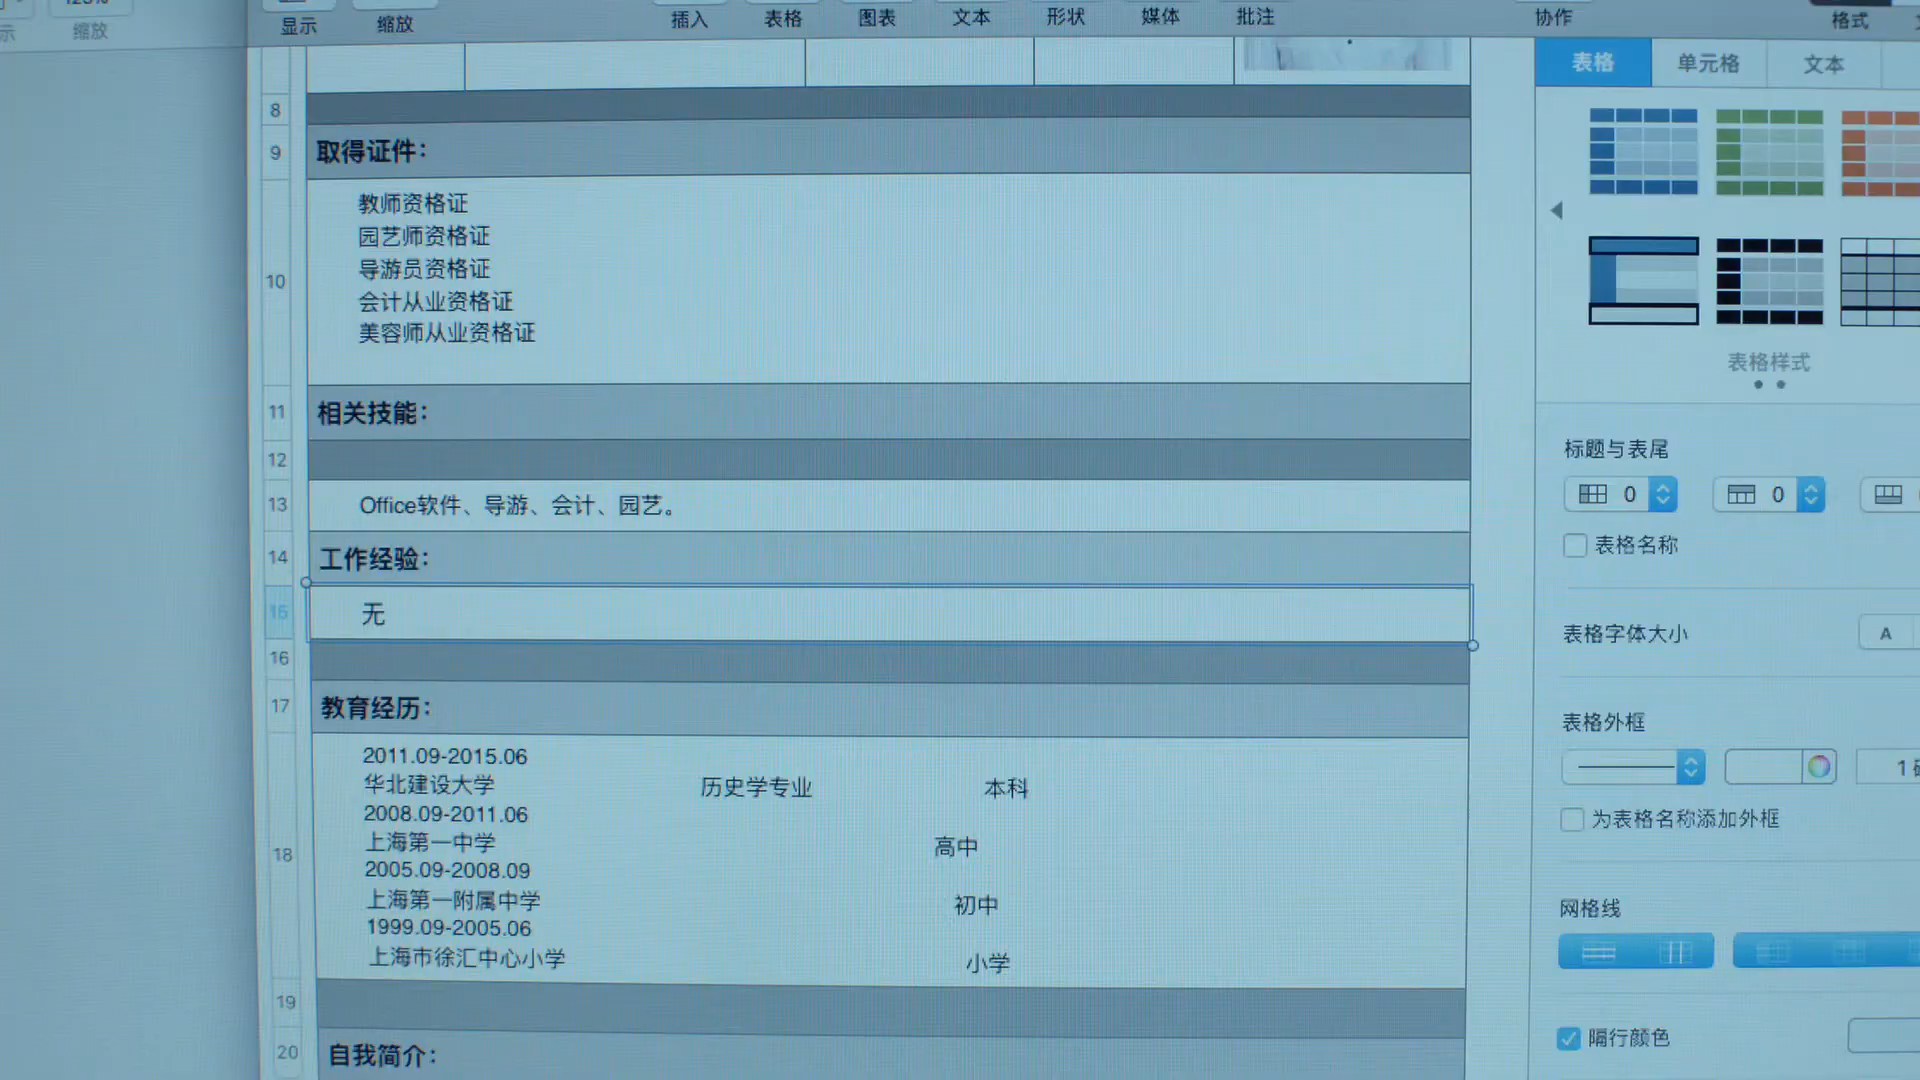 缩放
显示
缩放
插入
表格
图表
文本
形状
媒体
批注
协作
格式
表格
单元格
文本
8
9
取得证件：
10
教师资格证
园艺师资格证
导游员资格证
会计从业资格证
美容师从业资格证
11
相关技能：
12
13
Office软件、导游、会计、园艺。
14
工作经验：
15
无
16
17
教育经历：
18
2011.09-2015.06
华北建设大学 历史学专业 本科
2008.09-2011.06
上海第一中学 高中
2005.09-2008.09
上海第一附属中学 初中
1999.09-2005.06
上海市徐汇中心小学 小学
19
20
自我简介：
表格样式
标题与表尾
0
0
表格名称
表格字体大小
A
表格外框
1
为表格名称添加外框
网格线
隔行颜色